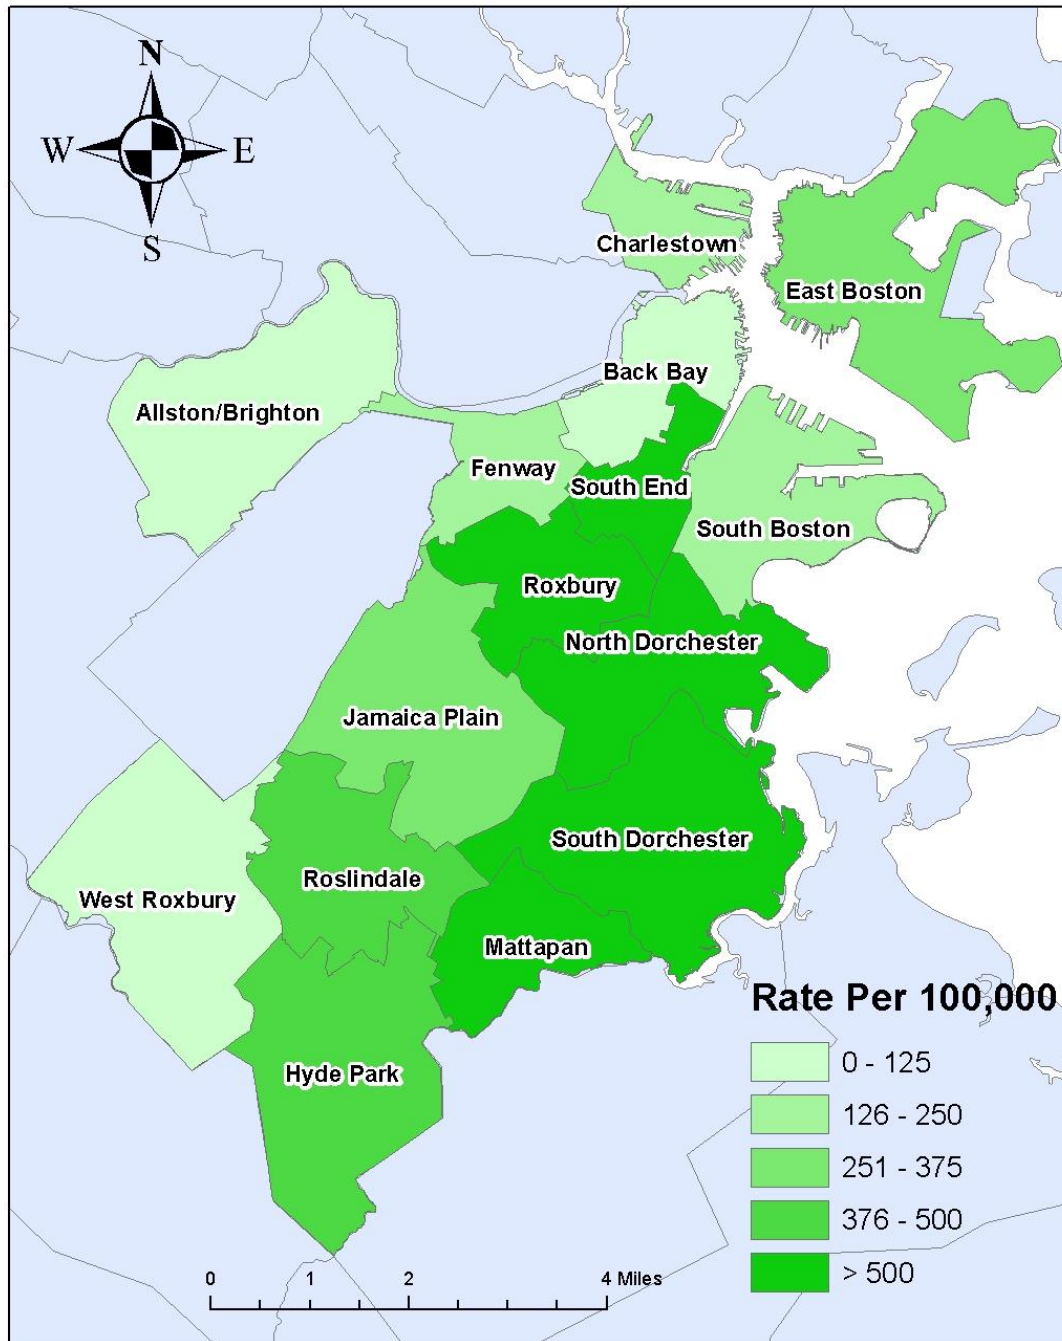 N
W E
S
Charlestown
East Boston
Back Bay
Allston/Brighton
Fenway
South End
South Boston
Roxbury
North Dorchester
Jamaica Plain
South Dorchester
Roslindale
West Roxbury
Mattapan
Hyde Park
Rate Per 100,000
0 - 125
126 - 250
251 - 375
376 - 500
> 500
0 1 2 4 Miles